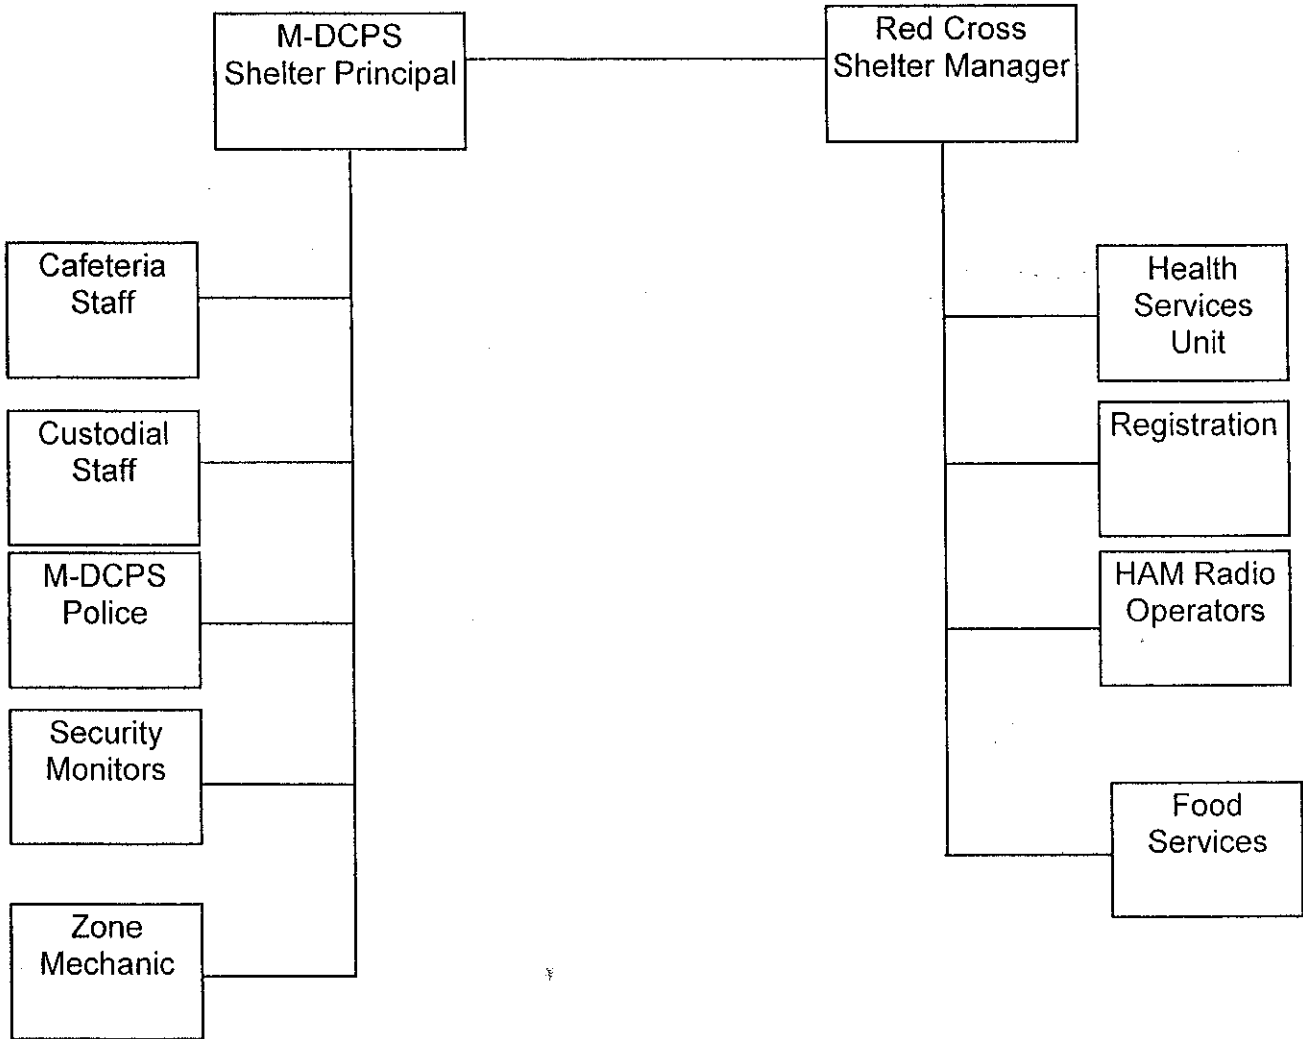 M-DCPS
Shelter Principal
Red Cross
Shelter Manager
Cafeteria
Staff
Custodial
Staff
M-DCPS
Police
Security
Monitors
Zone
Mechanic
Health
Services
Unit
Registration
HAM Radio
Operators
Food
Services